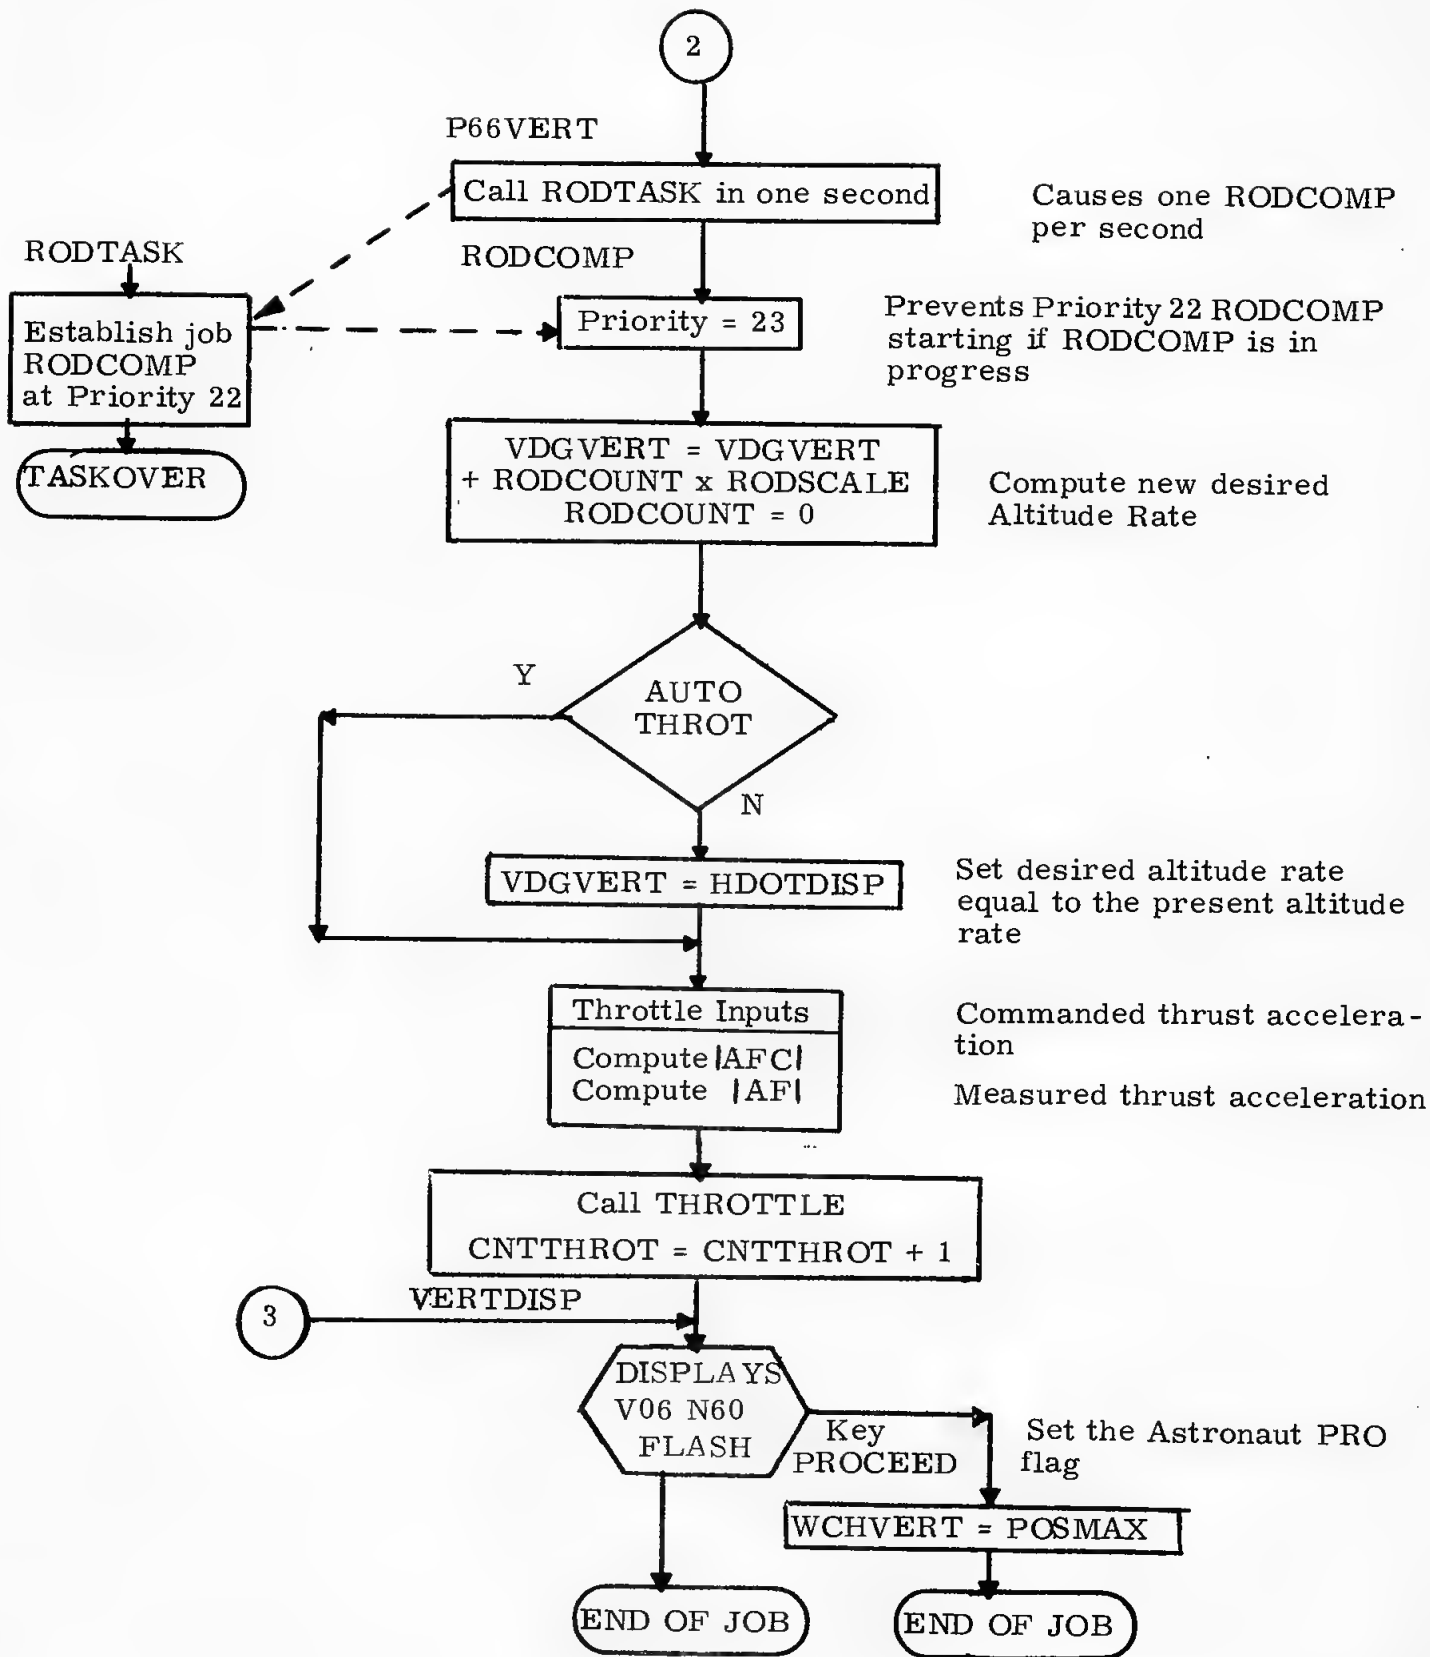 2
P66VERT
Call RODTASK in one second
Causes one RODCOMP
per second
RODTASK
RODCOMP
Establish job
RODCOMP
at Priority 22
Priority = 23
Prevents Priority 22 RODCOMP
starting if RODCOMP is in
progress
TASKOVER
VDGVERT = VDGVERT
+ RODCOUNT x RODSCALE
RODCOUNT = 0
Compute new desired
Altitude Rate
Y
AUTO
THROT
N
VDGVERT = HDOTDISP
Set desired altitude rate
equal to the present altitude
rate
Throttle Inputs
Compute |AFC|
Compute |AF|
Commanded thrust accelera-
tion
Measured thrust acceleration
Call THROTTLE
CNTTHROT = CNTTHROT + 1
3
VERTDISP
DISPLAYS
V06 N60
FLASH
Key
PROCEED
Set the Astronaut PRO
flag
WCHVERT = POSMAX
END OF JOB
END OF JOB